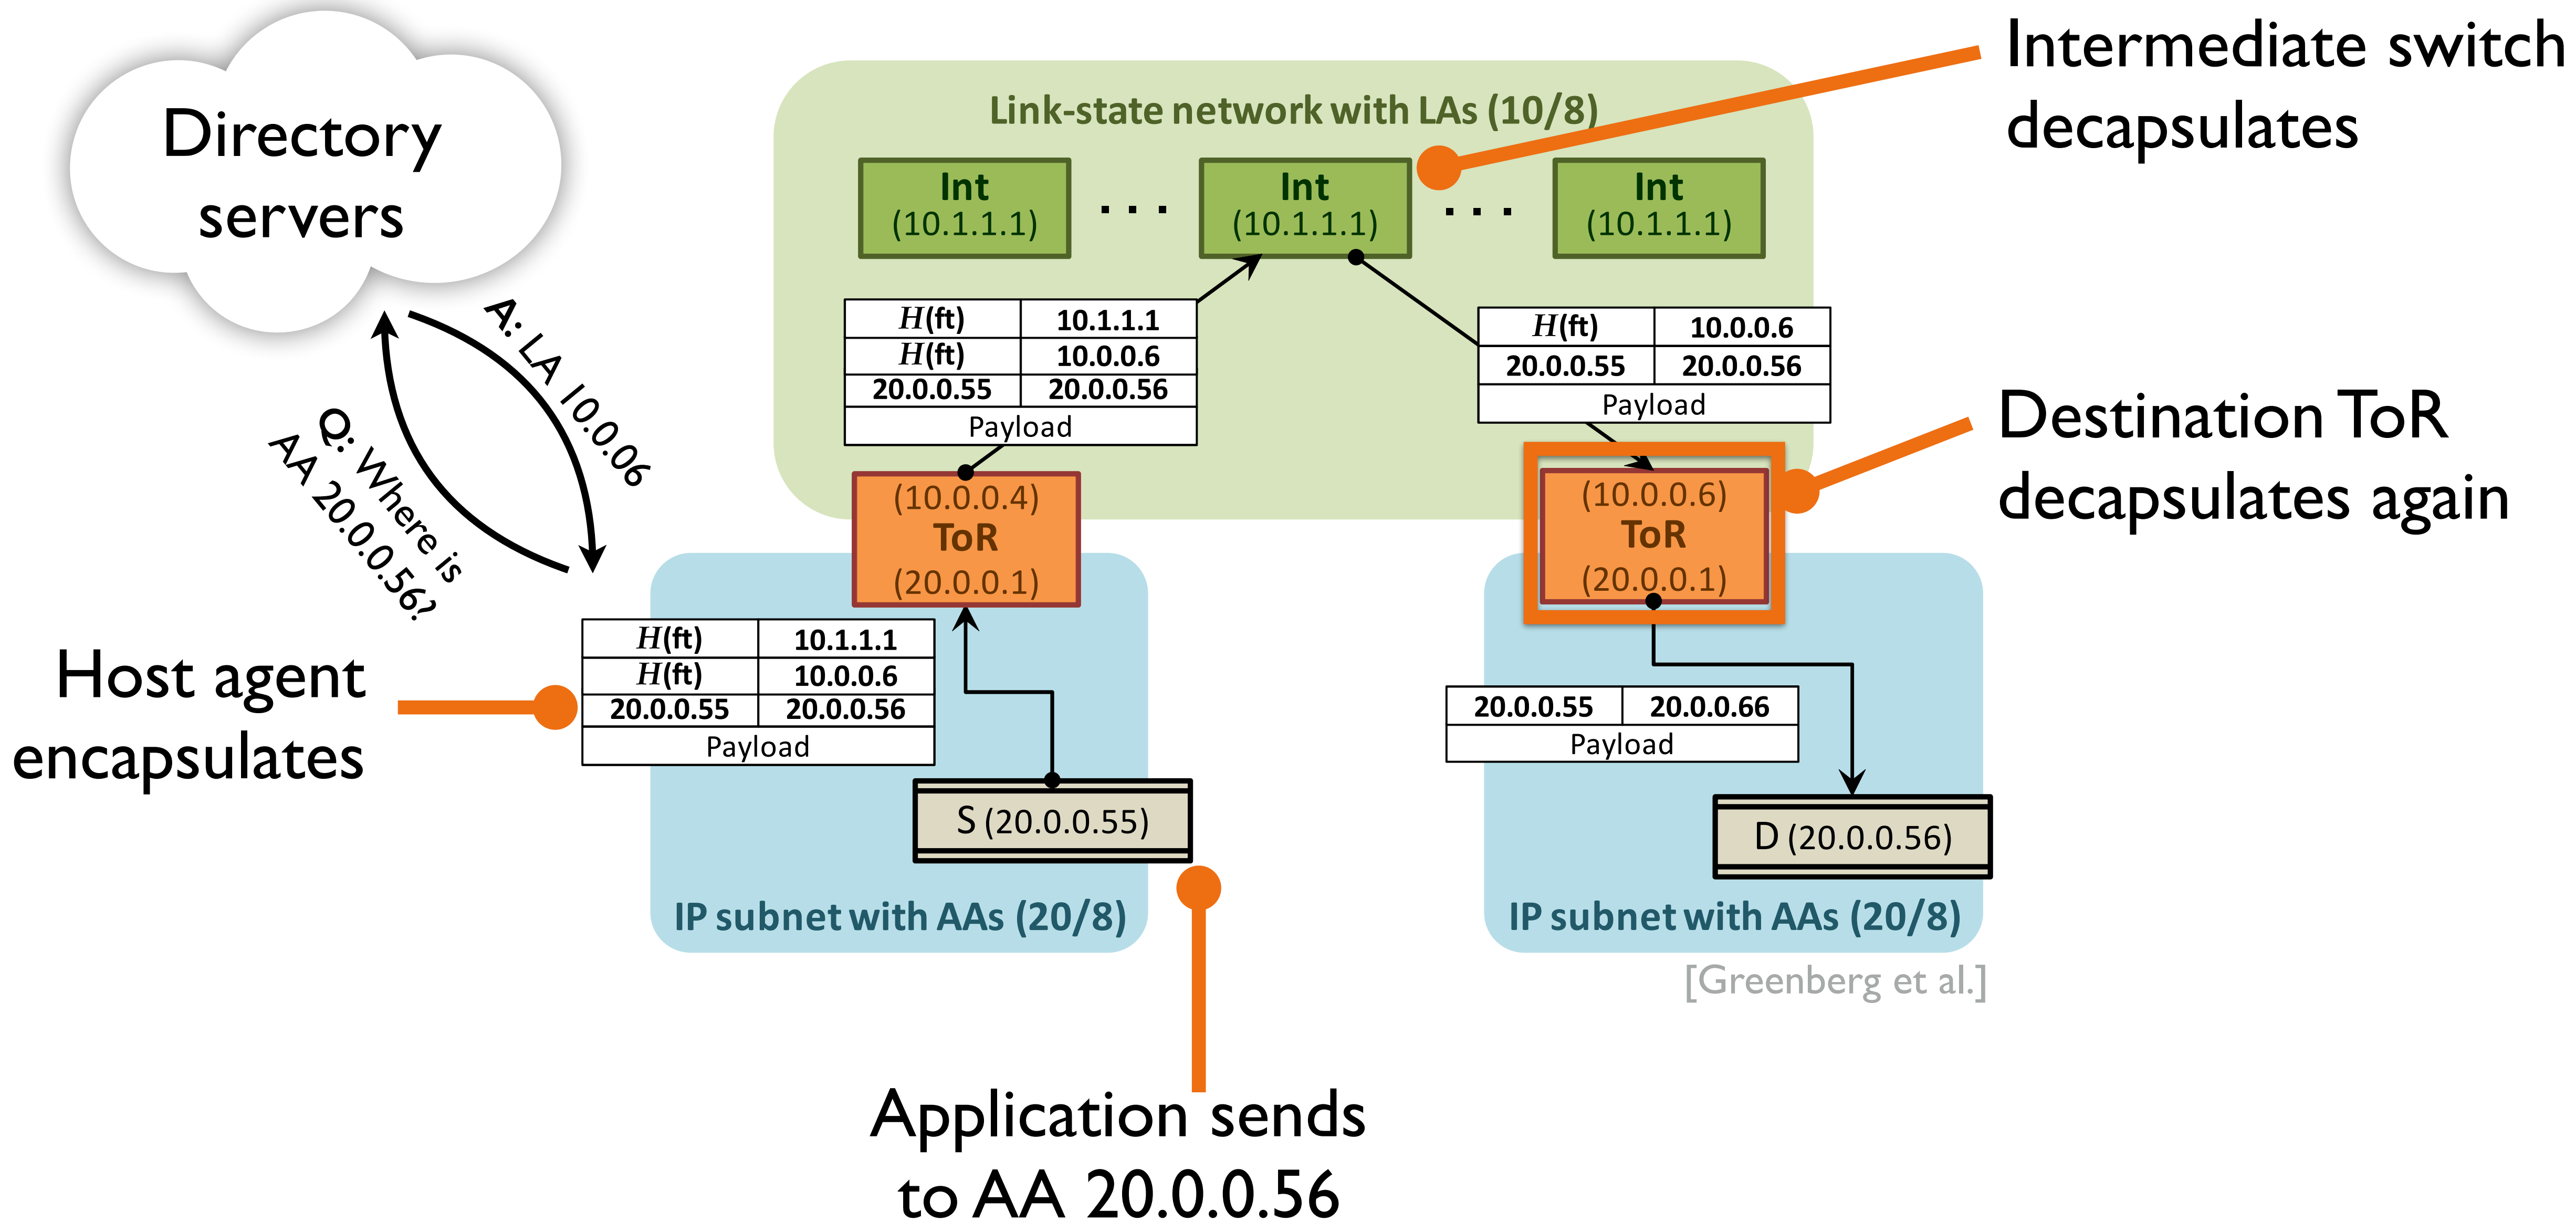 Directory
servers
A: LA 10.0.06
Q: Where is
AA 20.0.0.56?
Host agent
encapsulates
Link-state network with LAs (10/8)
Int
(10.1.1.1)
. . .
Int
(10.1.1.1)
. . .
Int
(10.1.1.1)
Intermediate switch
decapsulates
H(ft) 10.1.1.1
H(ft) 10.0.0.6
20.0.0.55 20.0.0.56
Payload
H(ft) 10.0.0.6
20.0.0.55 20.0.0.56
Payload
Destination ToR
decapsulates again
(10.0.0.4)
ToR
(20.0.0.1)
(10.0.0.6)
ToR
(20.0.0.1)
H(ft) 10.1.1.1
H(ft) 10.0.0.6
20.0.0.55 20.0.0.56
Payload
20.0.0.55 20.0.0.66
Payload
S (20.0.0.55)
D (20.0.0.56)
IP subnet with AAs (20/8)
IP subnet with AAs (20/8)
[Greenberg et al.]
Application sends
to AA 20.0.0.56